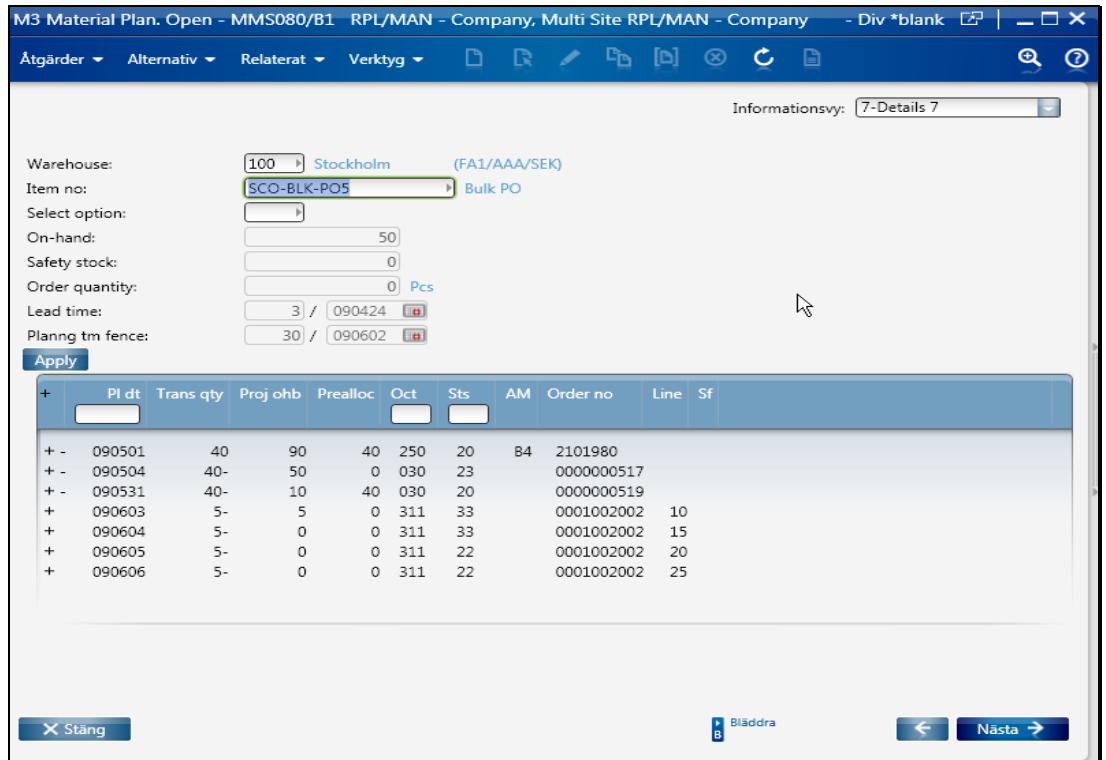 M3 Material Plan. Open - MMS080/B1 RPL/MAN - Company, Multi Site RPL/MAN - Company - Div *blank
Åtgärder Alternativ Relaterat Verktyg
Informationsvy: 7-Details 7
Warehouse: 100 Stockholm (FA1/AAA/SEK)
Item no: SCO-BLK-PO5 Bulk PO
Select option:
On-hand: 50
Safety stock: 0
Order quantity: 0 Pcs
Lead time: 3 / 090424
Planng tm fence: 30 / 090602
Apply
+ Pl dt Trans qty Proj ohb Prealloc Oct Sts AM Order no Line Sf
+ - 090501 40 90 40 250 20 B4 2101980
+ - 090504 40- 50 0 030 23 0000000517
+ - 090531 40- 10 40 030 20 0000000519
+ 090603 5- 5 0 311 33 0001002002 10
+ 090604 5- 0 0 311 33 0001002002 15
+ 090605 5- 0 0 311 22 0001002002 20
+ 090606 5- 0 0 311 22 0001002002 25
Stäng B Bläddra Nästa